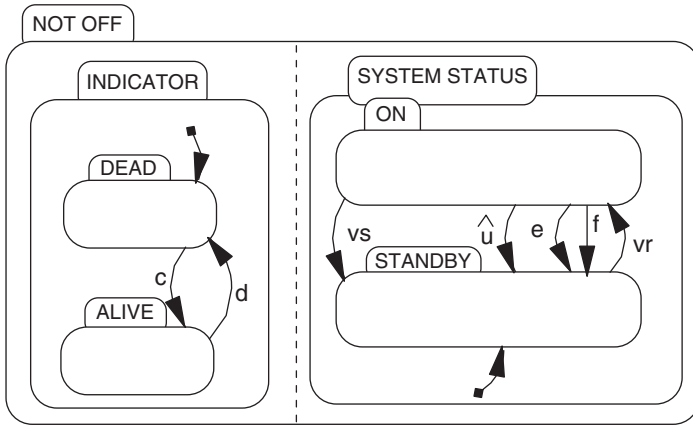 NOT OFF
INDICATOR
SYSTEM STATUS
ON
DEAD
vs
û
e
f
vr
STANDBY
c
d
ALIVE